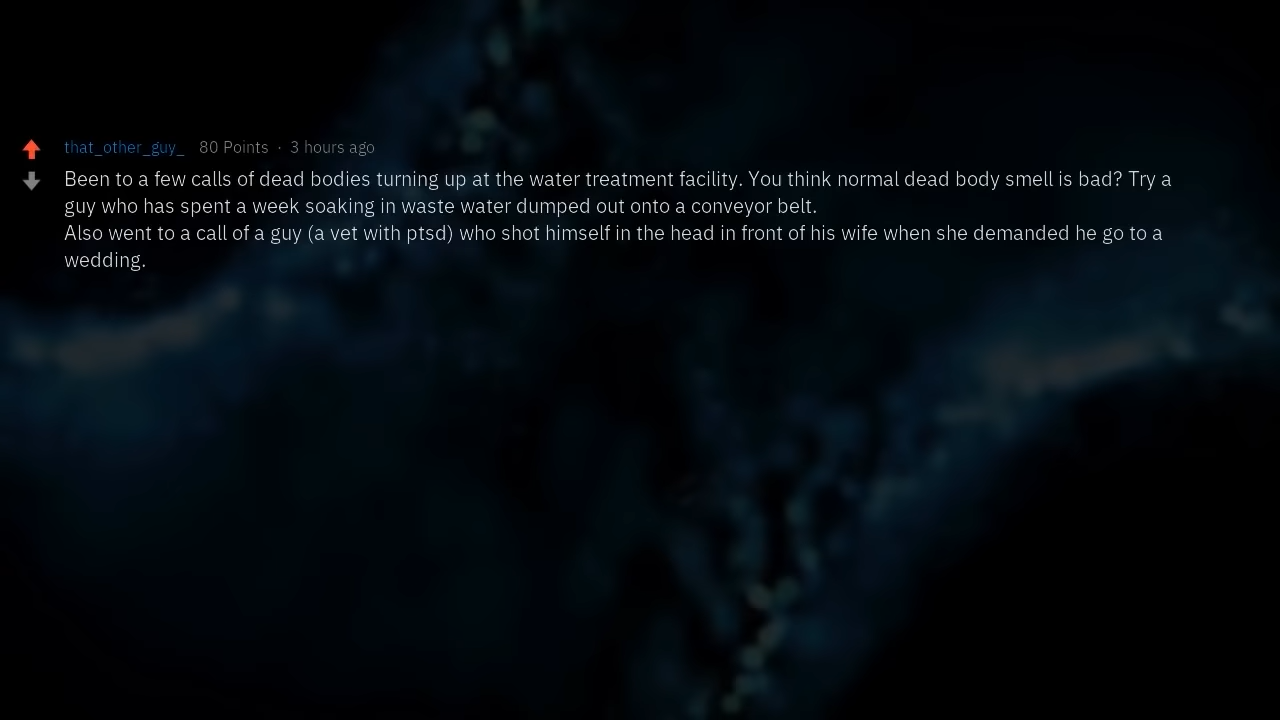 that_other_guy_ 80 Points · 3 hours ago
Been to a few calls of dead bodies turning up at the water treatment facility. You think normal dead body smell is bad? Try a
guy who has spent a week soaking in waste water dumped out onto a conveyor belt.
Also went to a call of a guy (a vet with ptsd) who shot himself in the head in front of his wife when she demanded he go to a
wedding.